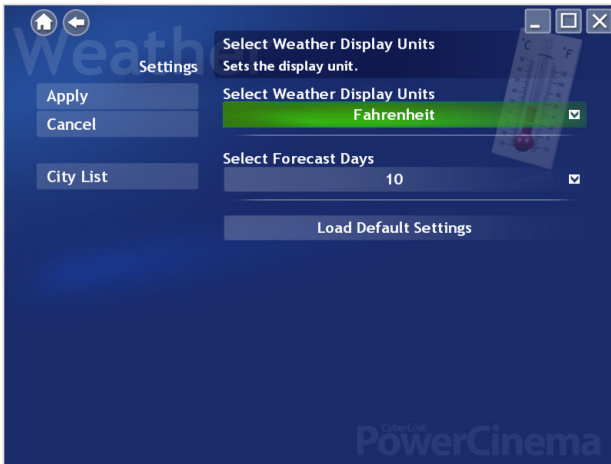 Weather
Select Weather Display Units
°C °F
Settings
Sets the display unit.
Apply
Select Weather Display Units
Cancel
Fahrenheit
Select Forecast Days
City List
10
Load Default Settings
CyberLink
PowerCinema